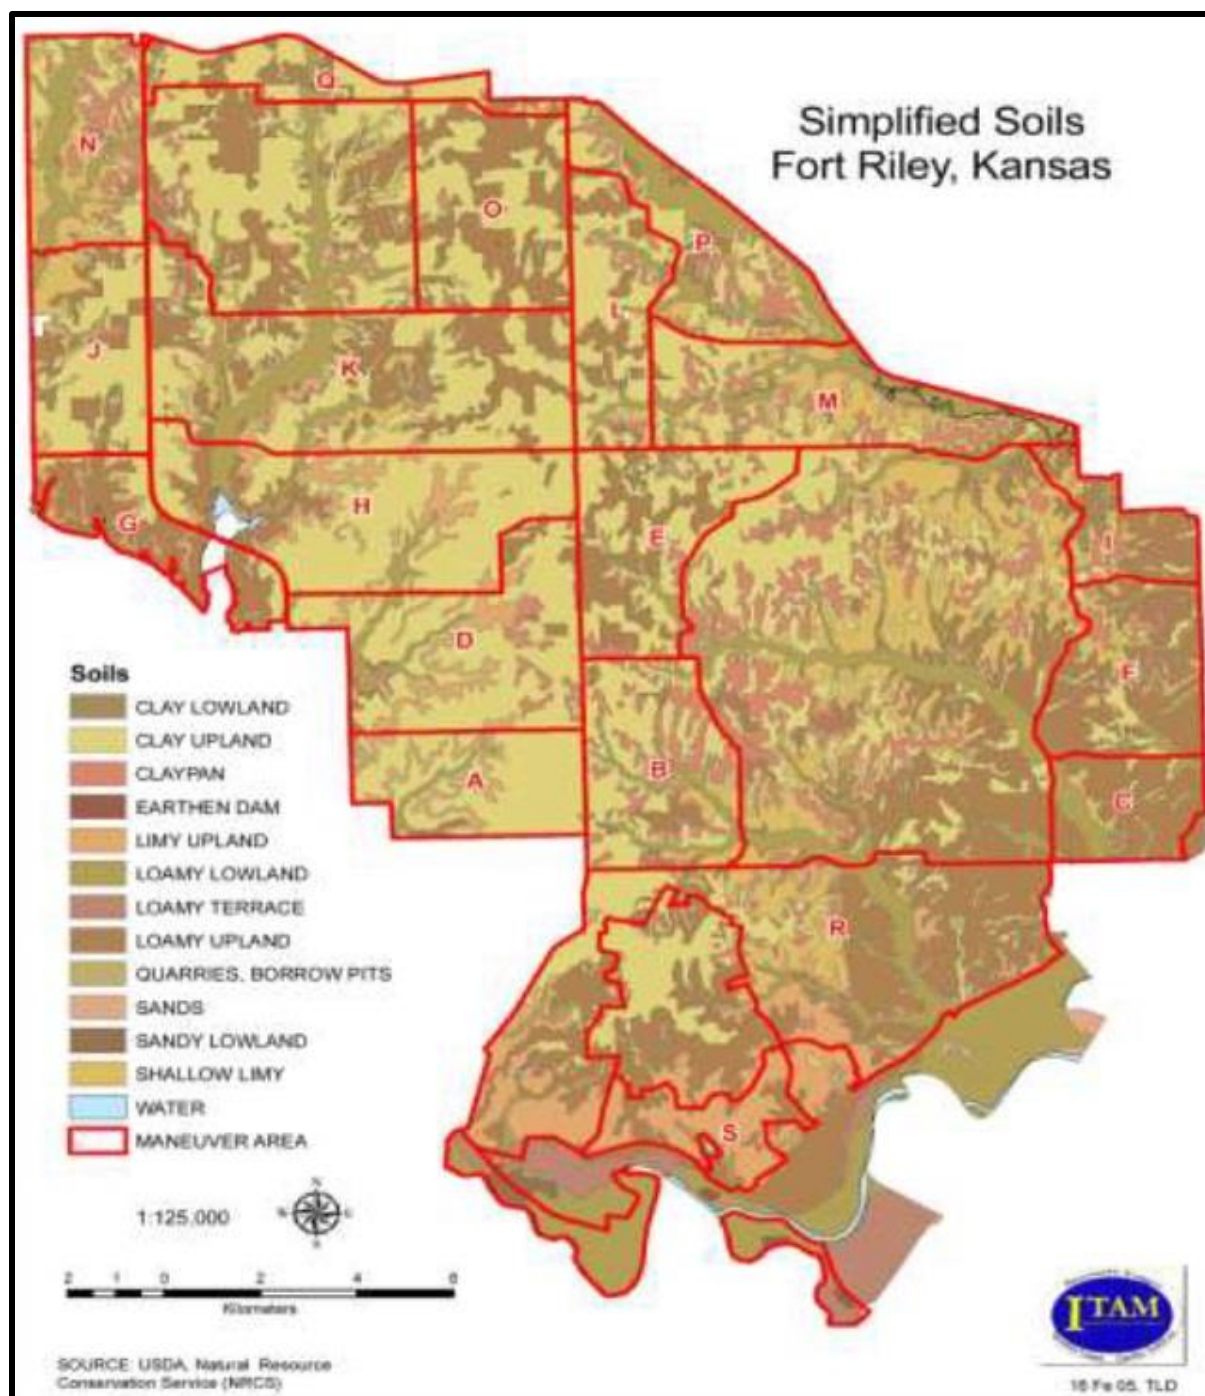 Simplified Soils
Fort Riley, Kansas
Q
N
O
P
L
J
K
M
H
G
E
I
D
F
B
A
C
R
S
Soils
CLAY LOWLAND
CLAY UPLAND
CLAYPAN
EARTHEN DAM
LIMY UPLAND
LOAMY LOWLAND
LOAMY TERRACE
LOAMY UPLAND
QUARRIES, BORROW PITS
SANDS
SANDY LOWLAND
SHALLOW LIMY
WATER
MANEUVER AREA
N
W E
S
1:125,000
2 1 0 2 4 6
Kilometers
ITAM
SOURCE: USDA, Natural Resource
Conservation Service (NRCS)
16 Fe 05. TLD